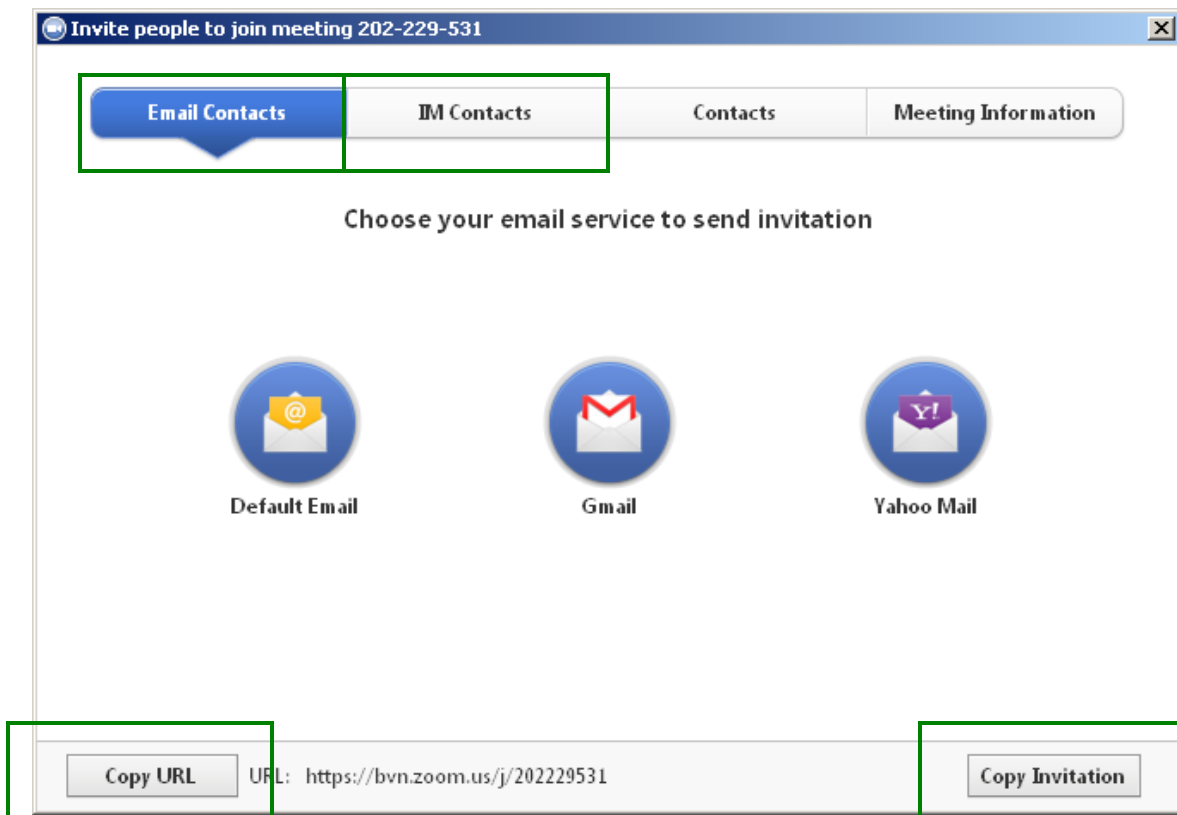 Invite people to join meeting 202-229-531
Email Contacts IM Contacts Contacts Meeting Information
Choose your email service to send invitation
@ Y!
Default Email Gmail Yahoo Mail
Copy URL URL: https://bvn.zoom.us/j/202229531 Copy Invitation